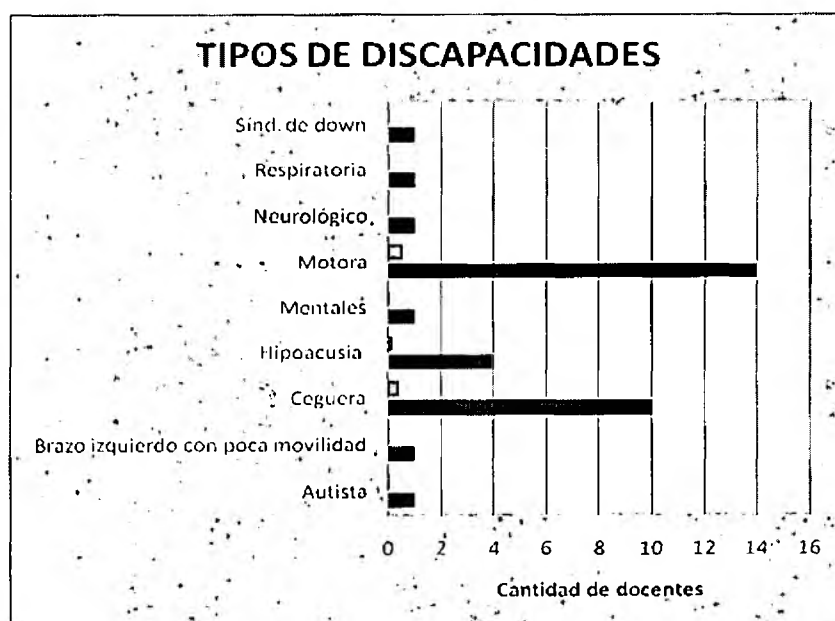 TIPOS DE DISCAPACIDADES
Sind. de down
Respiratoria
Neurológico
Motora
Mentales
Hipoacusia
Ceguera
Brazo izquierdo con poca movilidad
Autista
0 2 4 6 8 10 12 14 16
Cantidad de docentes